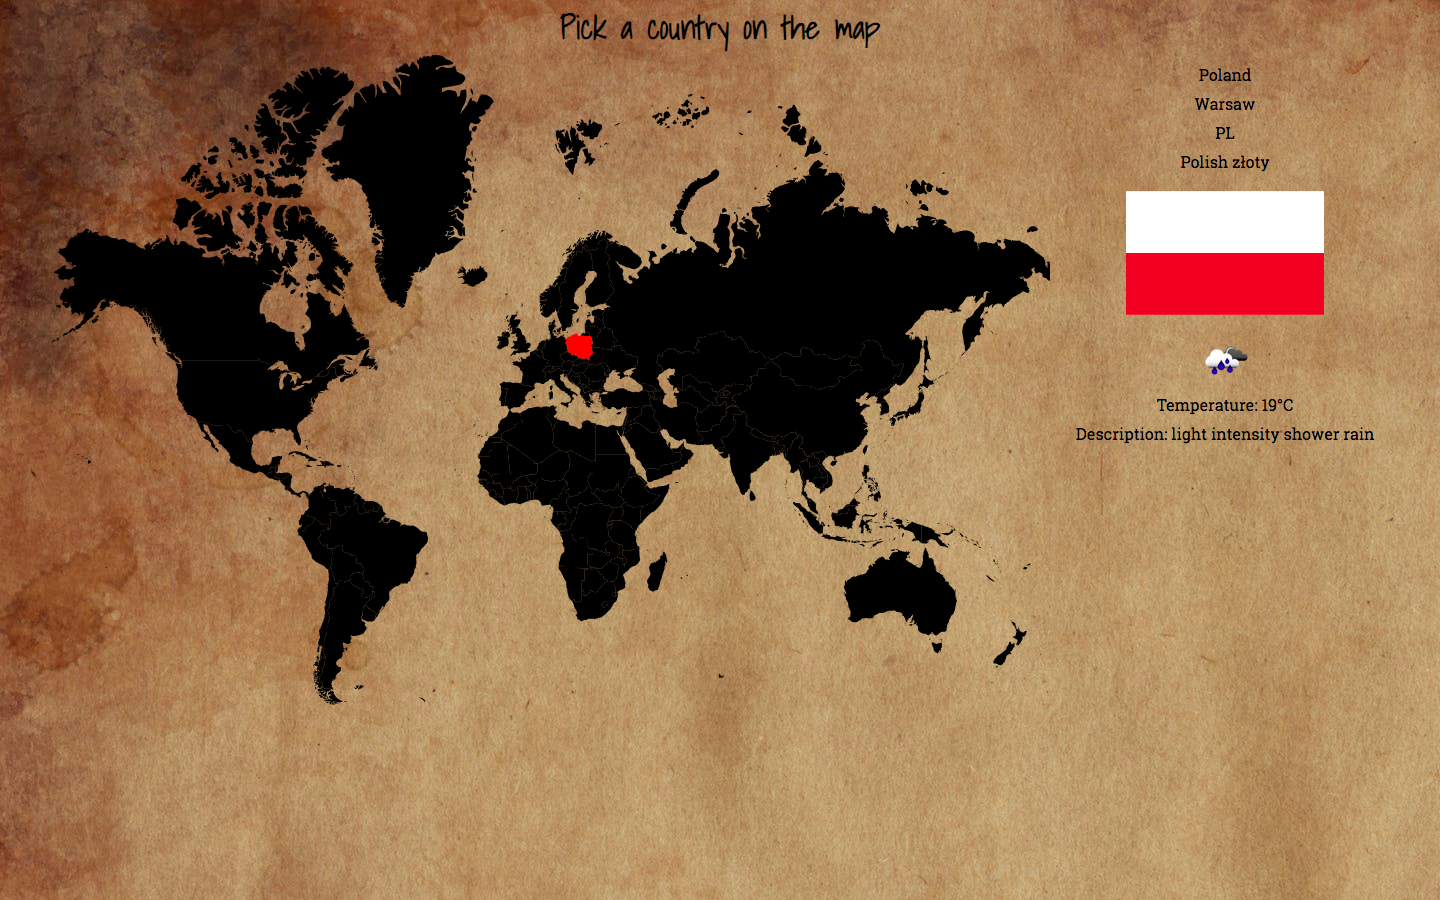 Pick a country on the map
Poland
Warsaw
PL
Polish złoty
Temperature: 19°C
Description: light intensity shower rain